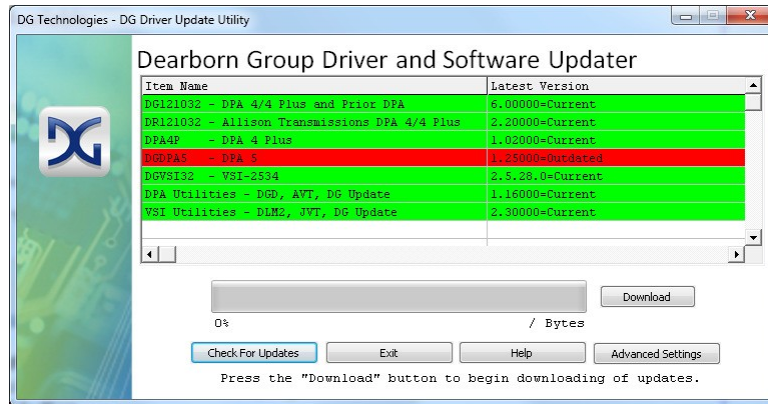 DG Technologies - DG Driver Update Utility
Dearborn Group Driver and Software Updater
Item Name Latest Version
DG121032 - DPA 4/4 Plus and Prior DPA 6.00000=Current
DR121032 - Allison Transmissions DPA 4/4 Plus 2.20000=Current
DPA4P - DPA 4 Plus 1.02000=Current
DGDPA5 - DPA 5 1.25000=Outdated
DGVSI32 - VSI-2534 2.5.28.0=Current
DPA Utilities - DGD, AVT, DG Update 1.16000=Current
VSI Utilities - DLM2, JVT, DG Update 2.30000=Current
DG
Download
0% / Bytes
Check For Updates Exit Help Advanced Settings
Press the "Download" button to begin downloading of updates.